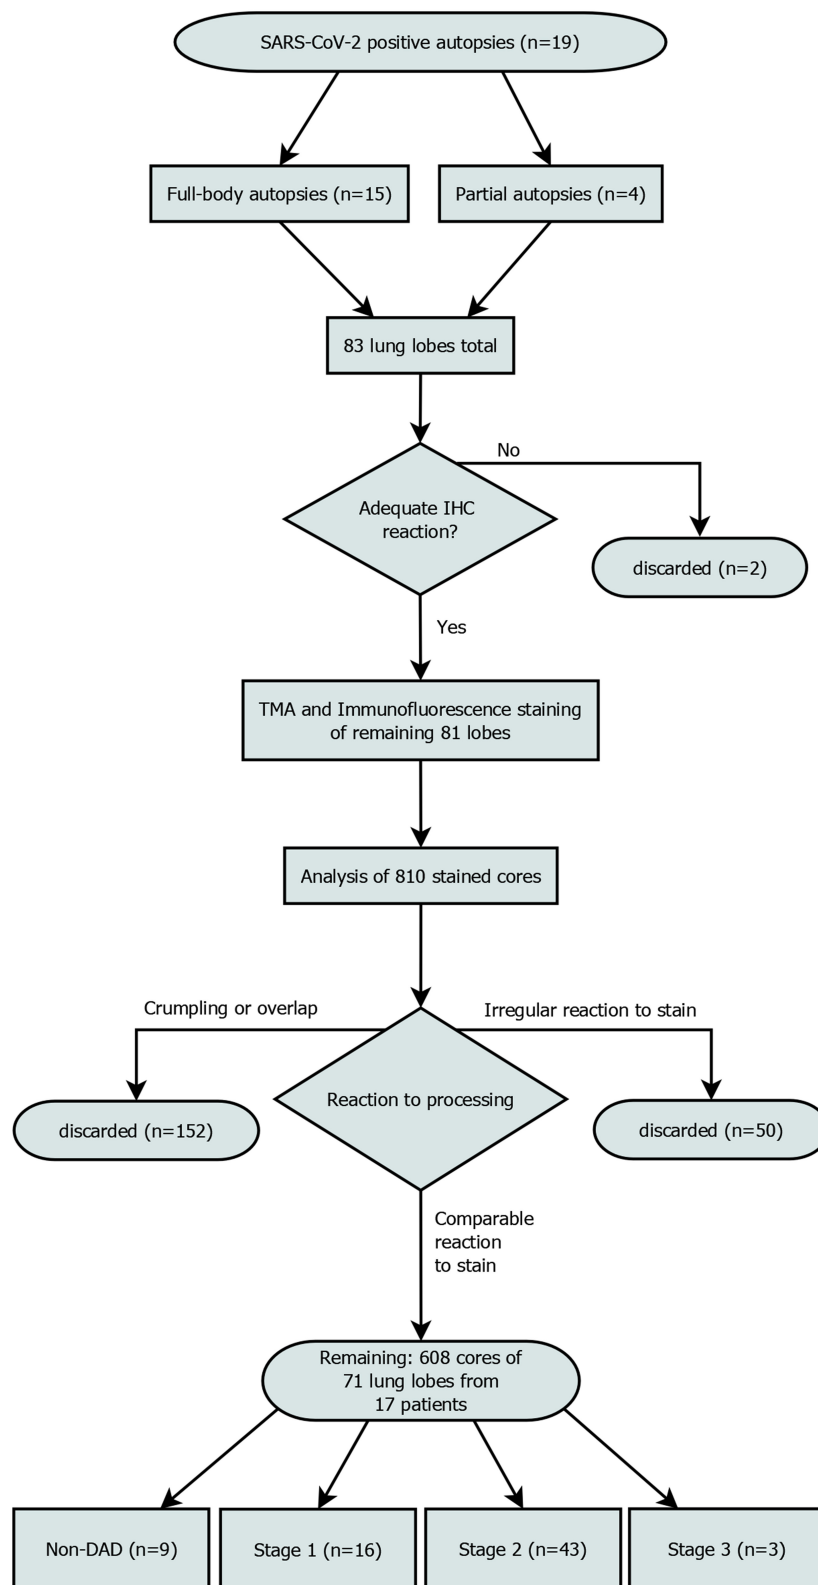 SARS-CoV-2 positive autopsies (n=19)
Full-body autopsies (n=15)
Partial autopsies (n=4)
83 lung lobes total
No
Adequate IHC
reaction?
discarded (n=2)
Yes
TMA and Immunofluorescence staining
of remaining 81 lobes
Analysis of 810 stained cores
Crumpling or overlap
Irregular reaction to stain
Reaction to processing
discarded (n=152)
discarded (n=50)
Comparable
reaction
to stain
Remaining: 608 cores of
71 lung lobes from
17 patients
Non-DAD (n=9)
Stage 1 (n=16)
Stage 2 (n=43)
Stage 3 (n=3)